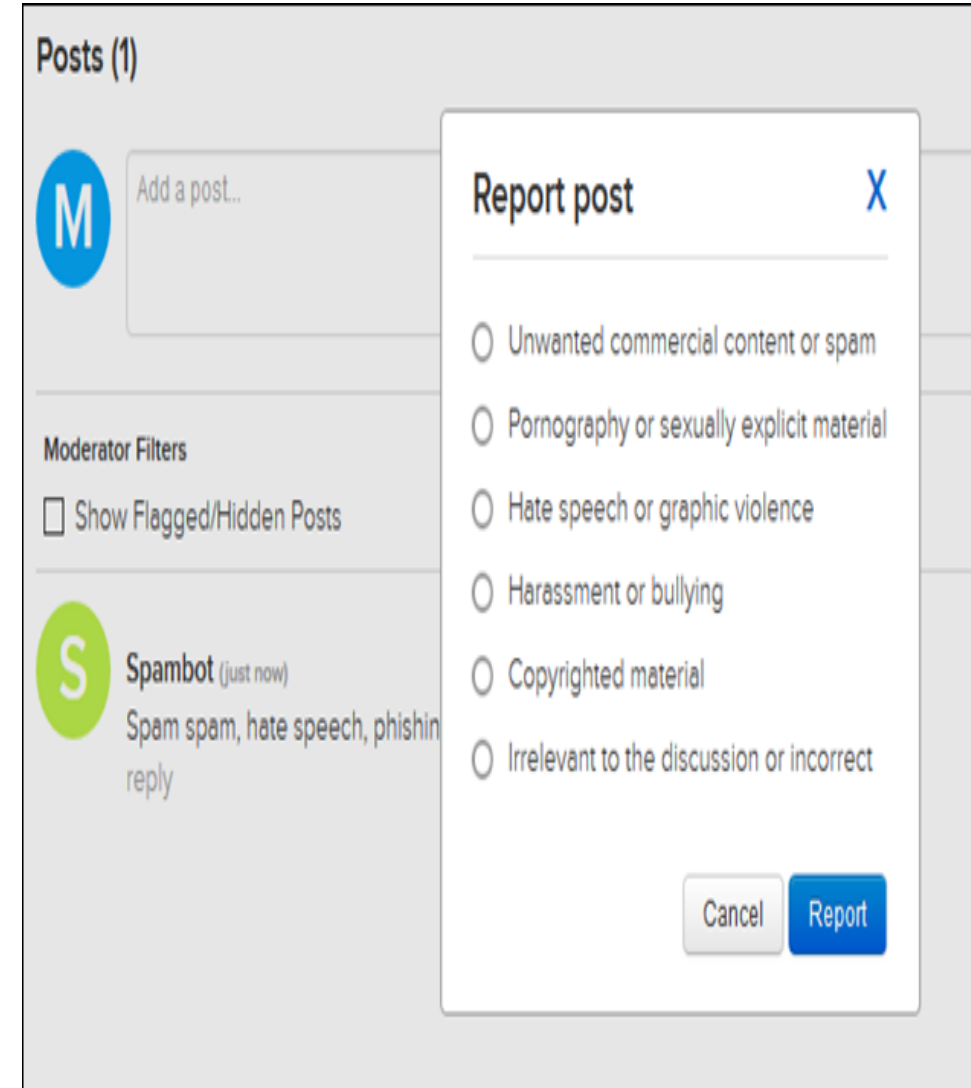 Posts (1)
M
Add a post...
Moderator Filters
Show Flagged/Hidden Posts
S
Spambot (just now)
Spam spam, hate speech, phishin
reply
Report post
X
Unwanted commercial content or spam
Pornography or sexually explicit material
Hate speech or graphic violence
Harassment or bullying
Copyrighted material
Irrelevant to the discussion or incorrect
Cancel
Report